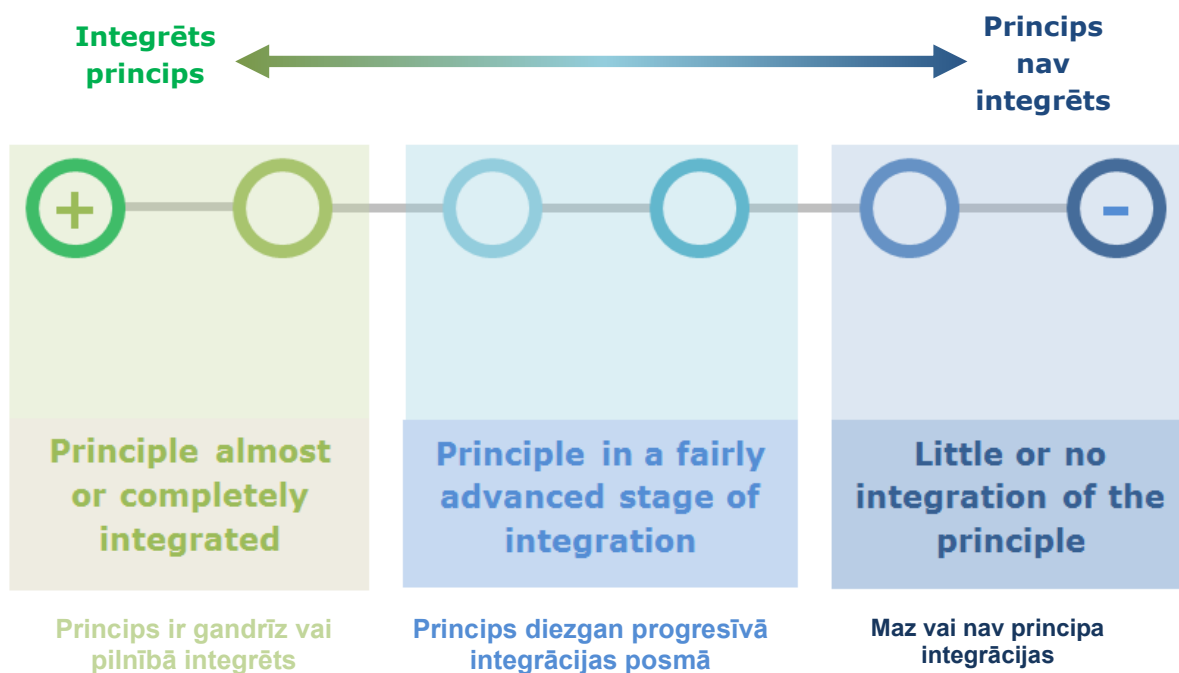 Integrēts
princips
Princips
nav
integrēts
+
-
Principle almost
or completely
integrated
Principle in a fairly
advanced stage of
integration
Little or no
integration of the
principle
Princips ir gandrīz vai
pilnībā integrēts
Princips diezgan progresīvā
integrācijas posmā
Maz vai nav principa
integrācijas